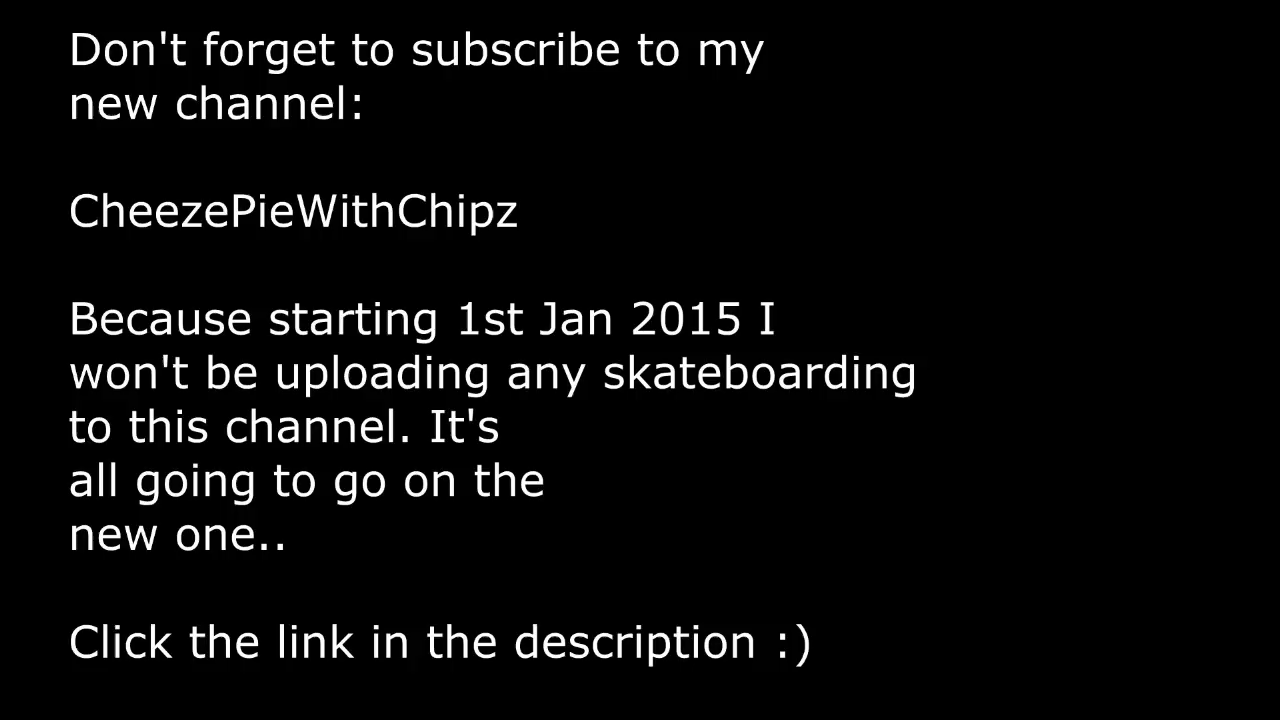 Don't forget to subscribe to my
new channel:
CheezePieWithChipz
Because starting 1st Jan 2015 I
won't be uploading any skateboarding
to this channel. It's
all going to go on the
new one..
Click the link in the description :)